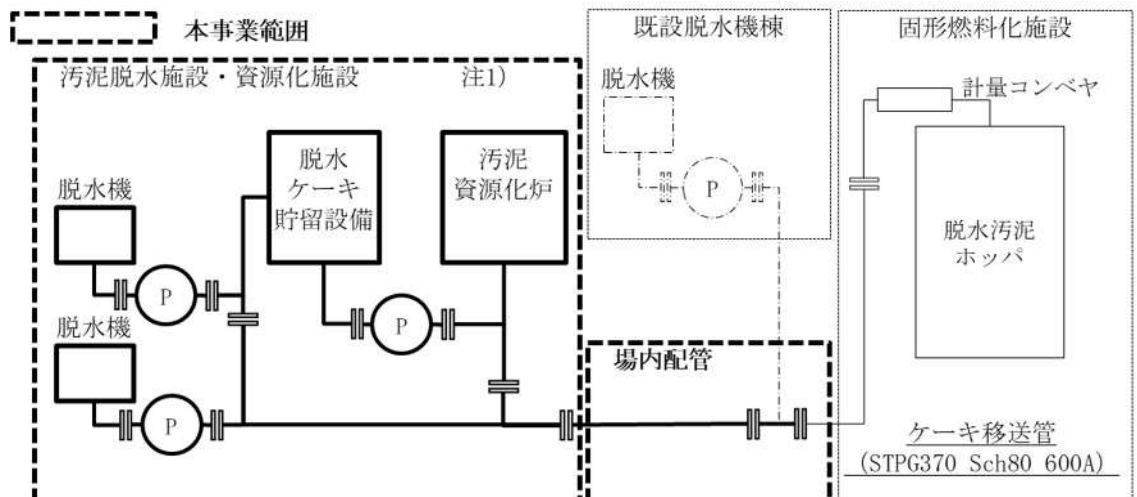 本事業範囲
汚泥脱水施設・資源化施設 注1)
脱水機
P
脱水機
P
脱水
ケーキ
貯留設備
P
汚泥
資源化炉
既設脱水機棟
脱水機
P
場内配管
固形燃料化施設
計量コンベヤ
脱水汚泥
ホッパ
ケーキ移送管
(STPG370 Sch80 600A)